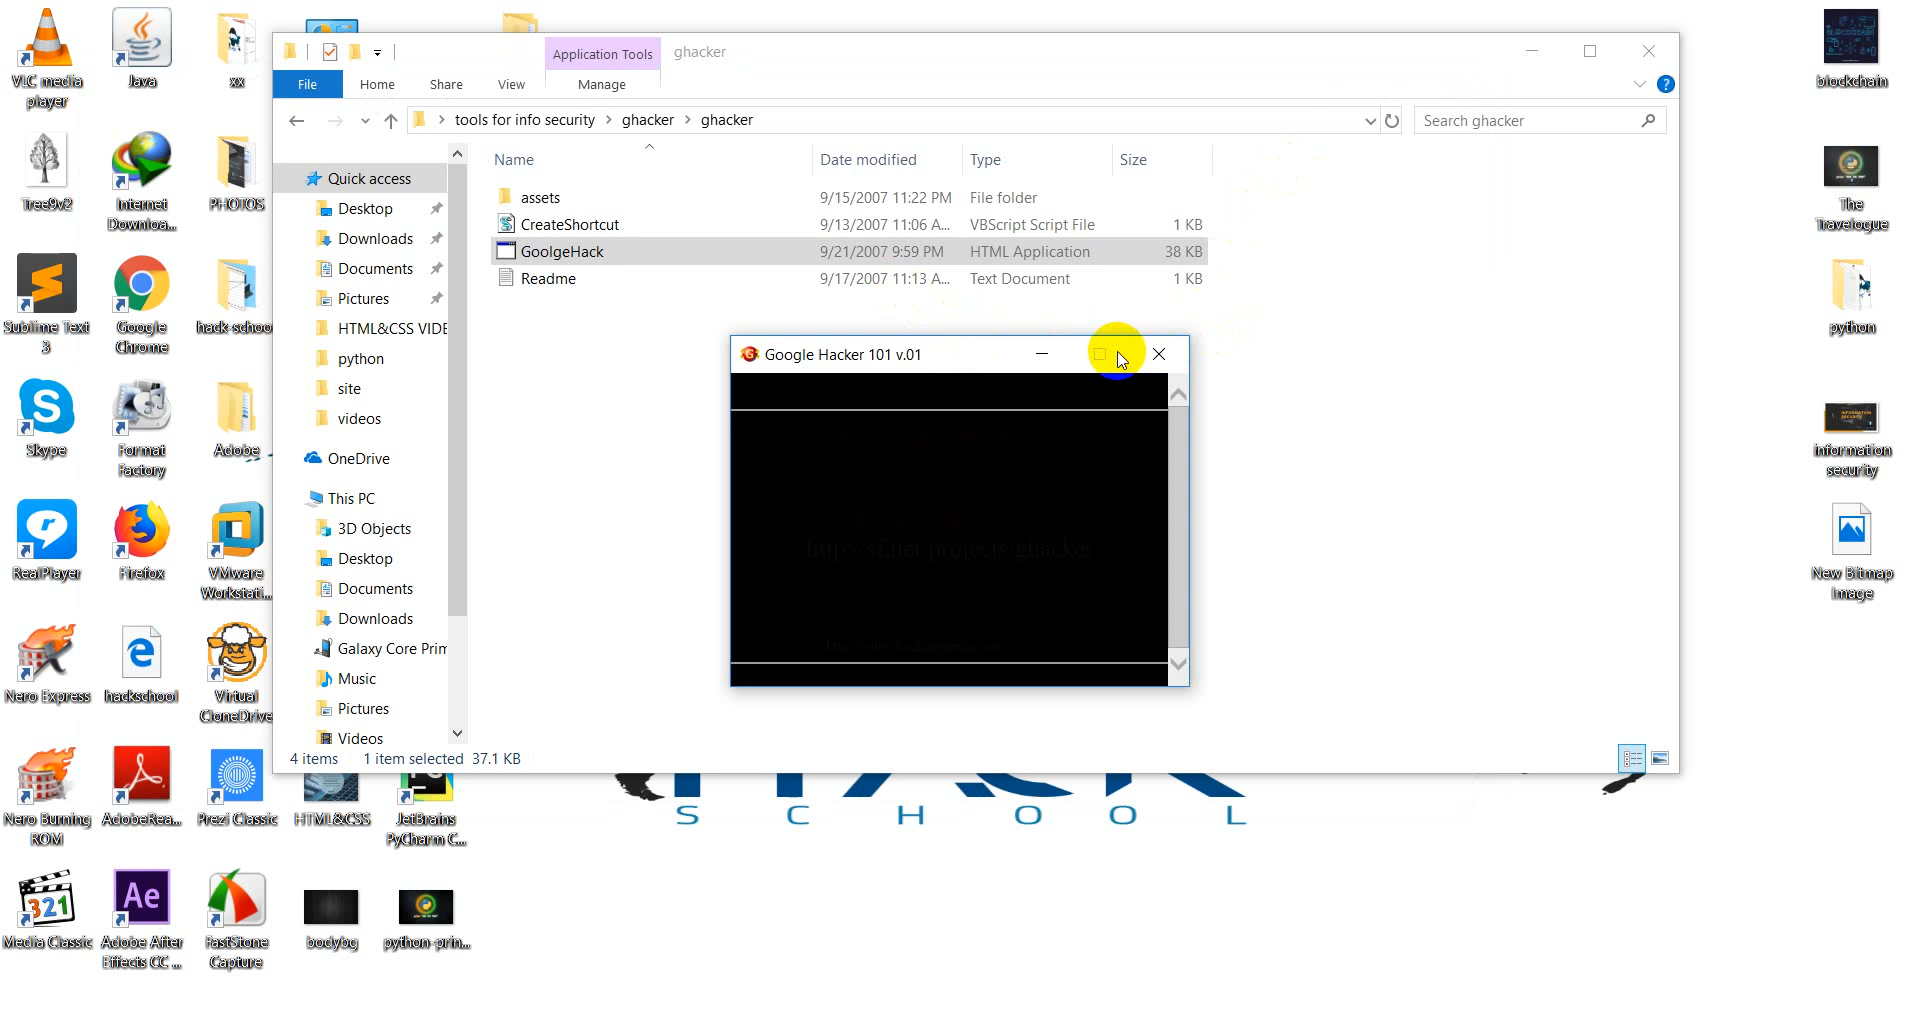 VLC media
player
Java
xx
blockchain
Application Tools
ghacker
File
Home
Share
View
Manage
tools for info security
ghacker
ghacker
Search ghacker
Name
Date modified
Type
Size
Quick access
Desktop
Downloads
Documents
Pictures
HTML&CSS VIDE
python
site
videos
OneDrive
This PC
3D Objects
Desktop
Documents
Downloads
Galaxy Core Prim
Music
Pictures
Videos
assets
9/15/2007 11:22 PM
File folder
CreateShortcut
9/13/2007 11:06 A...
VBScript Script File
1 KB
GoolgeHack
9/21/2007 9:59 PM
HTML Application
38 KB
Readme
9/17/2007 11:13 A...
Text Document
1 KB
Google Hacker 101 v.01
4 items
1 item selected 37.1 KB
Tree9v2
Internet
Downloa...
PHOTOS
The
Travelogue
Sublime Text
3
Google
Chrome
hack-schoo
python
Skype
Format
Factory
Adobe
information
security
RealPlayer
Firefox
VMware
Workstati...
New Bitmap
Image
Nero Express
hackschool
Virtual
CloneDrive
Nero Burning
ROM
AdobeRea...
Prezi Classic
HTML&CSS
JetBrains
PyCharm C...
SCHOOL
321
Media Classic
Ae
Adobe After
Effects CC ...
FastStone
Capture
bodybg
python-prin...